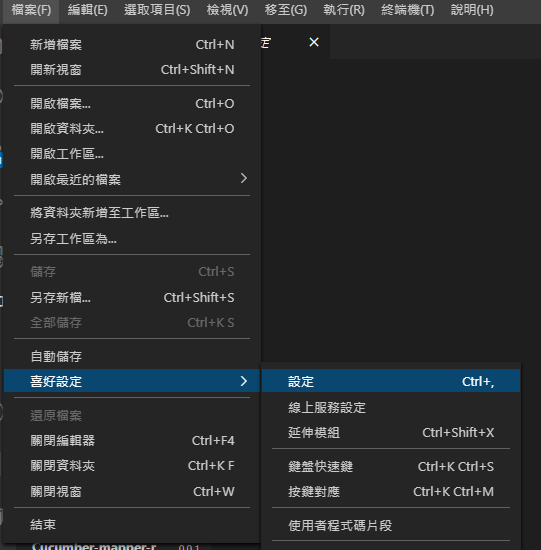 檔案(F) 編輯(E) 選取項目(S) 檢視(V) 移至(G) 執行(R) 終端機(T) 說明(H)
新增檔案 Ctrl+N
定 ×
開新視窗 Ctrl+Shift+N
開啟檔案... Ctrl+O
開啟資料夾... Ctrl+K Ctrl+O
開啟工作區...
開啟最近的檔案 >
將資料夾新增至工作區...
另存工作區為...
儲存 Ctrl+S
另存新檔... Ctrl+Shift+S
全部儲存 Ctrl+K S
自動儲存
喜好設定 >
還原檔案
關閉編輯器 Ctrl+F4
關閉資料夾 Ctrl+K F
關閉視窗 Ctrl+W
結束
設定 Ctrl+,
線上服務設定
延伸模組 Ctrl+Shift+X
鍵盤快速鍵 Ctrl+K Ctrl+S
按鍵對應 Ctrl+K Ctrl+M
使用者程式碼片段
Cucumber-mapper-r 0.0.1